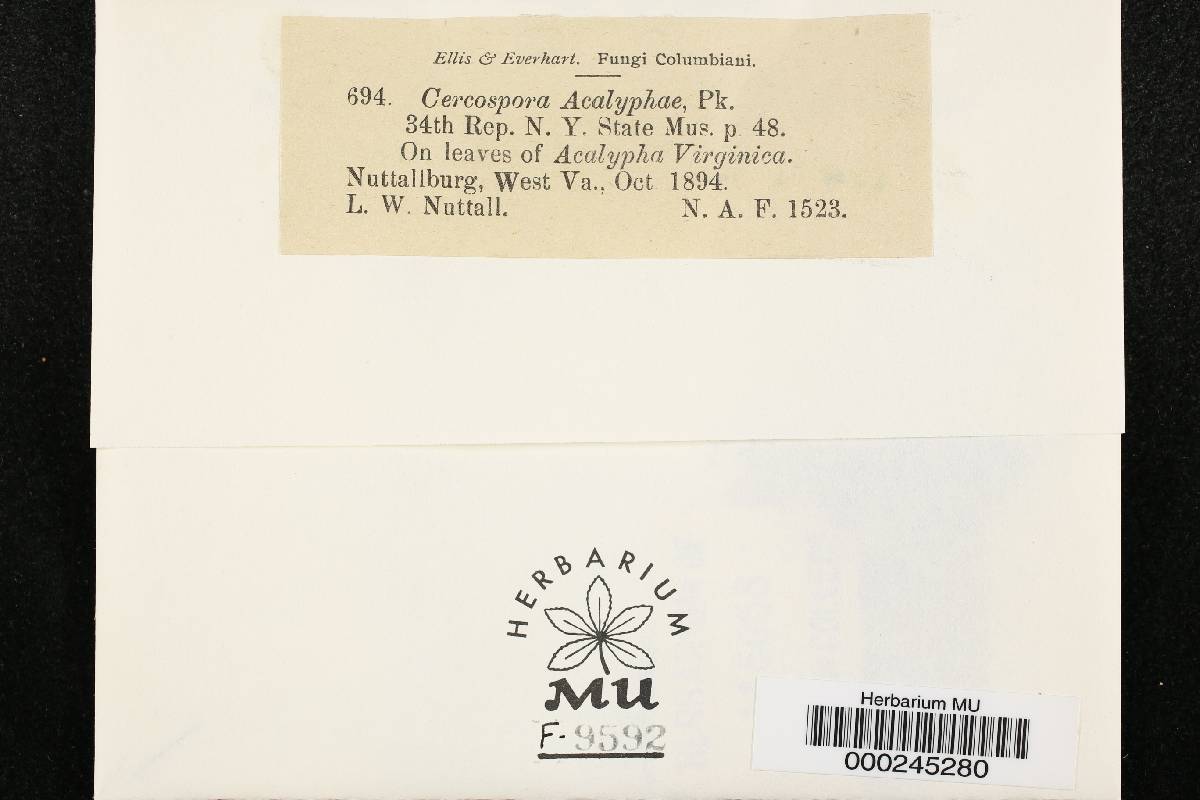 Ellis & Everhart. Fungi Columbiani.
694. Cercospora Acalyphae, Pk.
34th Rep. N. Y. State Mus. p 48.
On leaves of Acalypha Virginica.
Nuttallburg, West Va., Oct 1894.
L. W. Nuttall. N. A. F. 1523.
HERBARIUM
MU
F-9592
Herbarium MU
000245280